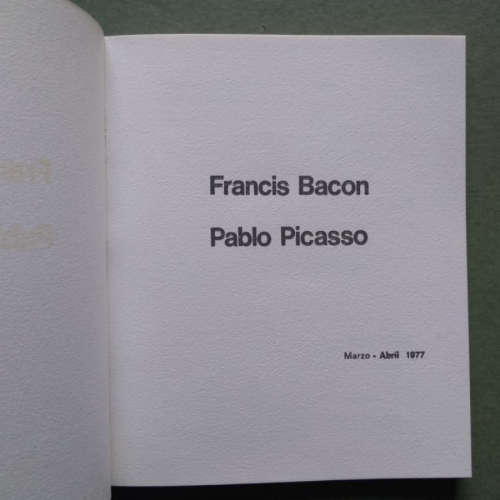 Francis Bacon
Pablo Picasso
Marzo - Abril 1977